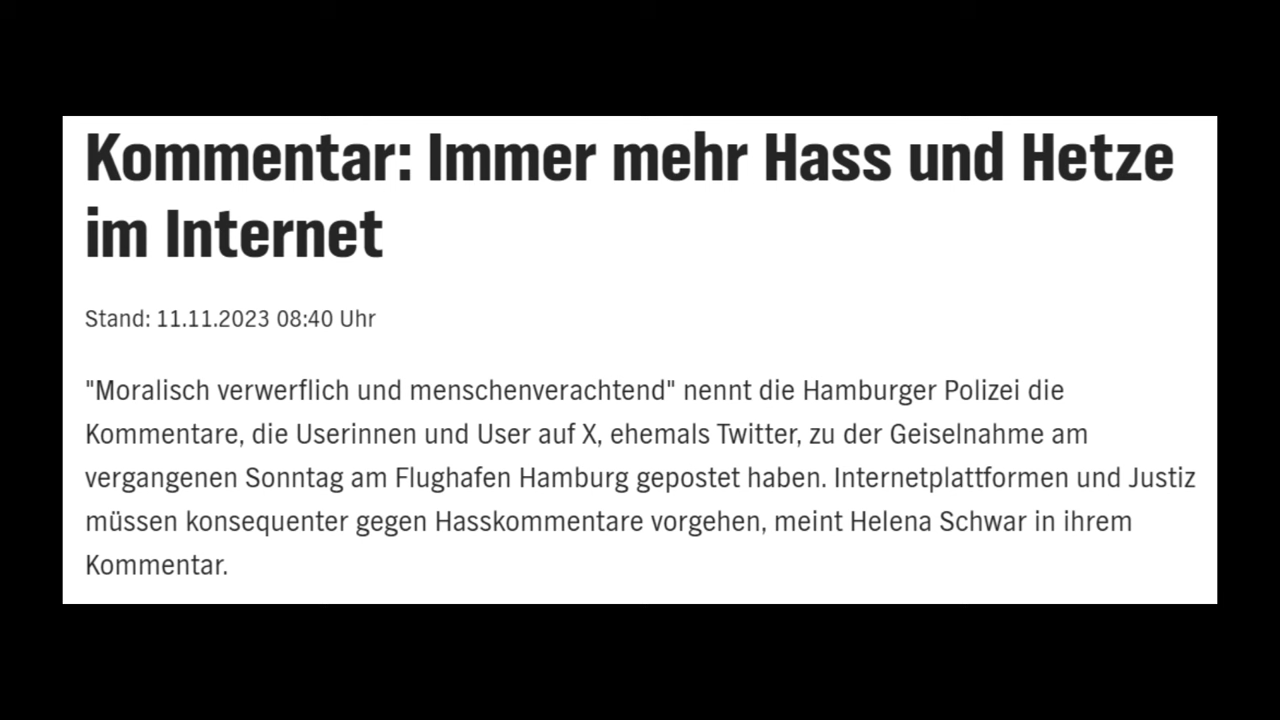 Kommentar: Immer mehr Hass und Hetze
im Internet
Stand: 11.11.2023 08:40 Uhr
"Moralisch verwerflich und menschenverachtend" nennt die Hamburger Polizei die
Kommentare, die Userinnen und User auf X, ehemals Twitter, zu der Geiselnahme am
vergangenen Sonntag am Flughafen Hamburg gepostet haben. Internetplattformen und Justiz
müssen konsequenter gegen Hasskommentare vorgehen, meint Helena Schwar in ihrem
Kommentar.